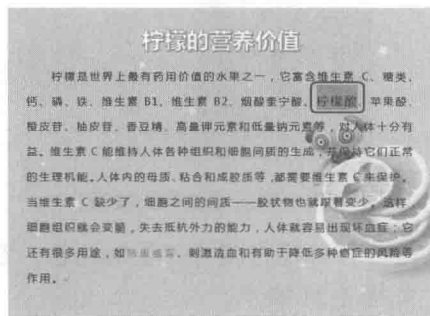 柠檬的营养价值
柠檬是世界上最有药用价值的水果之一，它富含维生素 C、糖类、
钙、磷、铁、维生素 B1、维生素 B2、烟酸奎宁酸、柠檬酸、苹果酸、
橙皮苷、柚皮苷、香豆精、高量钾元素和低量钠元素等，对人体十分有
益。维生素 C 能维持人体各种组织和细胞间质的生成，并保持它们正常
的生理机能。人体内的母质、粘合和成胶质等，都需要维生素 C 来保护。
当维生素 C 缺少了，细胞之间的间质——胶状物也就跟着变少。这样，
细胞组织就会变脆，失去抵抗外力的能力，人体就容易出现坏血症；它
还有很多用途，如 、刺激造血和有助于降低多种癌症的风险等
作用。